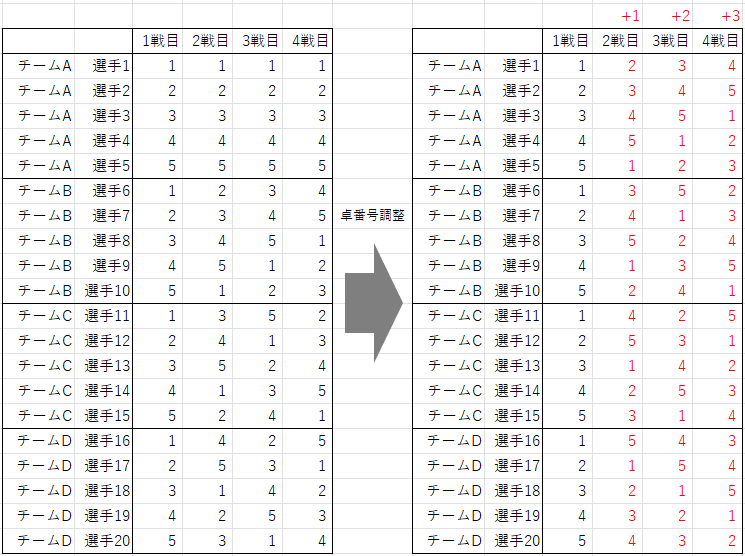 +1 +2 +3
1戦目 2戦目 3戦目 4戦目 1戦目 2戦目 3戦目 4戦目
チームA 選手1 1 1 1 1 チームA 選手1 1 2 3 4
チームA 選手2 2 2 2 2 チームA 選手2 2 3 4 5
チームA 選手3 3 3 3 3 チームA 選手3 3 4 5 1
チームA 選手4 4 4 4 4 チームA 選手4 4 5 1 2
チームA 選手5 5 5 5 5 チームA 選手5 5 1 2 3
チームB 選手6 1 2 3 4 チームB 選手6 1 3 5 2
チームB 選手7 2 3 4 5 卓番号調整 チームB 選手7 2 4 1 3
チームB 選手8 3 4 5 1 チームB 選手8 3 5 2 4
チームB 選手9 4 5 1 2 チームB 選手9 4 1 3 5
チームB 選手10 5 1 2 3 チームB 選手10 5 2 4 1
チームC 選手11 1 3 5 2 チームC 選手11 1 4 2 5
チームC 選手12 2 4 1 3 チームC 選手12 2 5 3 1
チームC 選手13 3 5 2 4 チームC 選手13 3 1 4 2
チームC 選手14 4 1 3 5 チームC 選手14 4 2 5 3
チームC 選手15 5 2 4 1 チームC 選手15 5 3 1 4
チームD 選手16 1 4 2 5 チームD 選手16 1 5 4 3
チームD 選手17 2 5 3 1 チームD 選手17 2 1 5 4
チームD 選手18 3 1 4 2 チームD 選手18 3 2 1 5
チームD 選手19 4 2 5 3 チームD 選手19 4 3 2 1
チームD 選手20 5 3 1 4 チームD 選手20 5 4 3 2